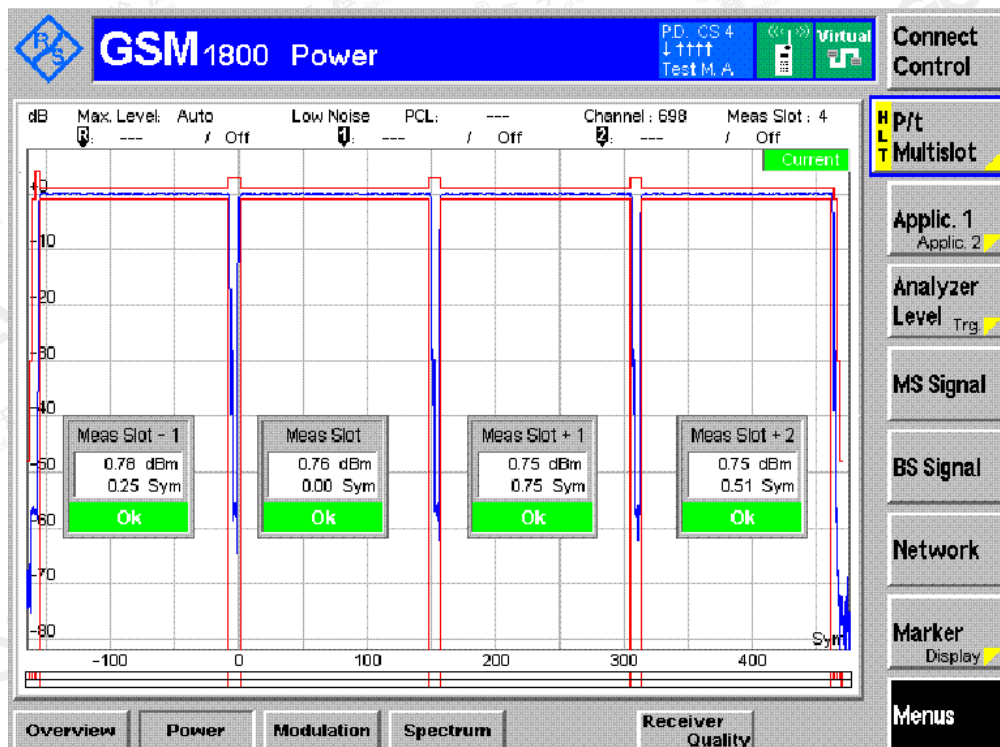 R/S
GSM 1800 Power
P.D. CS 4
Test M. A.
Virtual
Connect Control
dB Max. Level: Auto Low Noise PCL: --- Channel : 698 Meas Slot : 4
R: --- / Off 1: --- / Off 2: --- / Off
Current
HLT
P/t Multislot
Applic. 1
Applic. 2
Analyzer Level
Trg.
MS Signal
BS Signal
Network
Marker
Display
Menus
+0
-10
-20
-30
-40
-50
-60
-70
-80
Meas Slot - 1
0.78 dBm
0.25 Sym
Ok
Meas Slot
0.76 dBm
0.00 Sym
Ok
Meas Slot + 1
0.75 dBm
0.75 Sym
Ok
Meas Slot + 2
0.75 dBm
0.51 Sym
Ok
Sym
-100 0 100 200 300 400
Overview Power Modulation Spectrum Receiver Quality